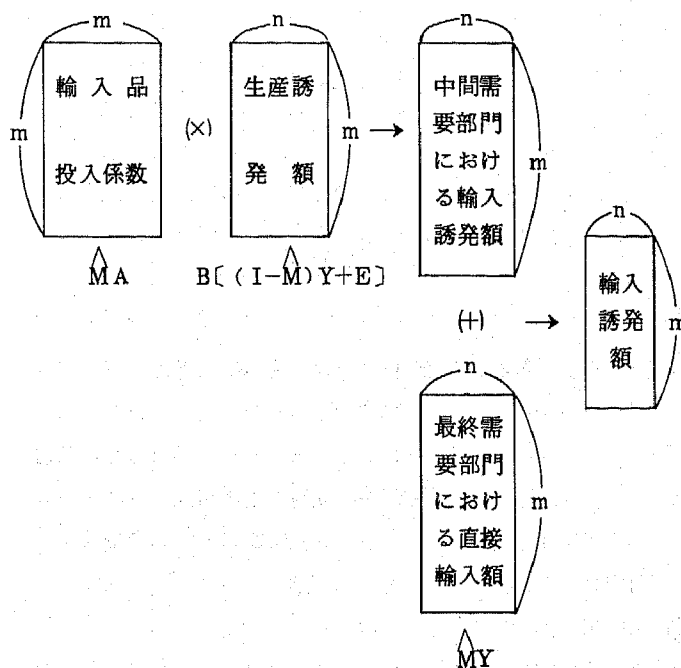 m
m
輸入品
投入係数
M̂A
(×)
n
生産誘
発額
m
B〔(I−M̂)Y+E〕
→
n
中間需
要部門
におけ
る輸入
誘発額
m
(+)
n
最終需
要部門
におけ
る直接
輸入額
m
M̂Y
→
n
輸入
誘発
額
m